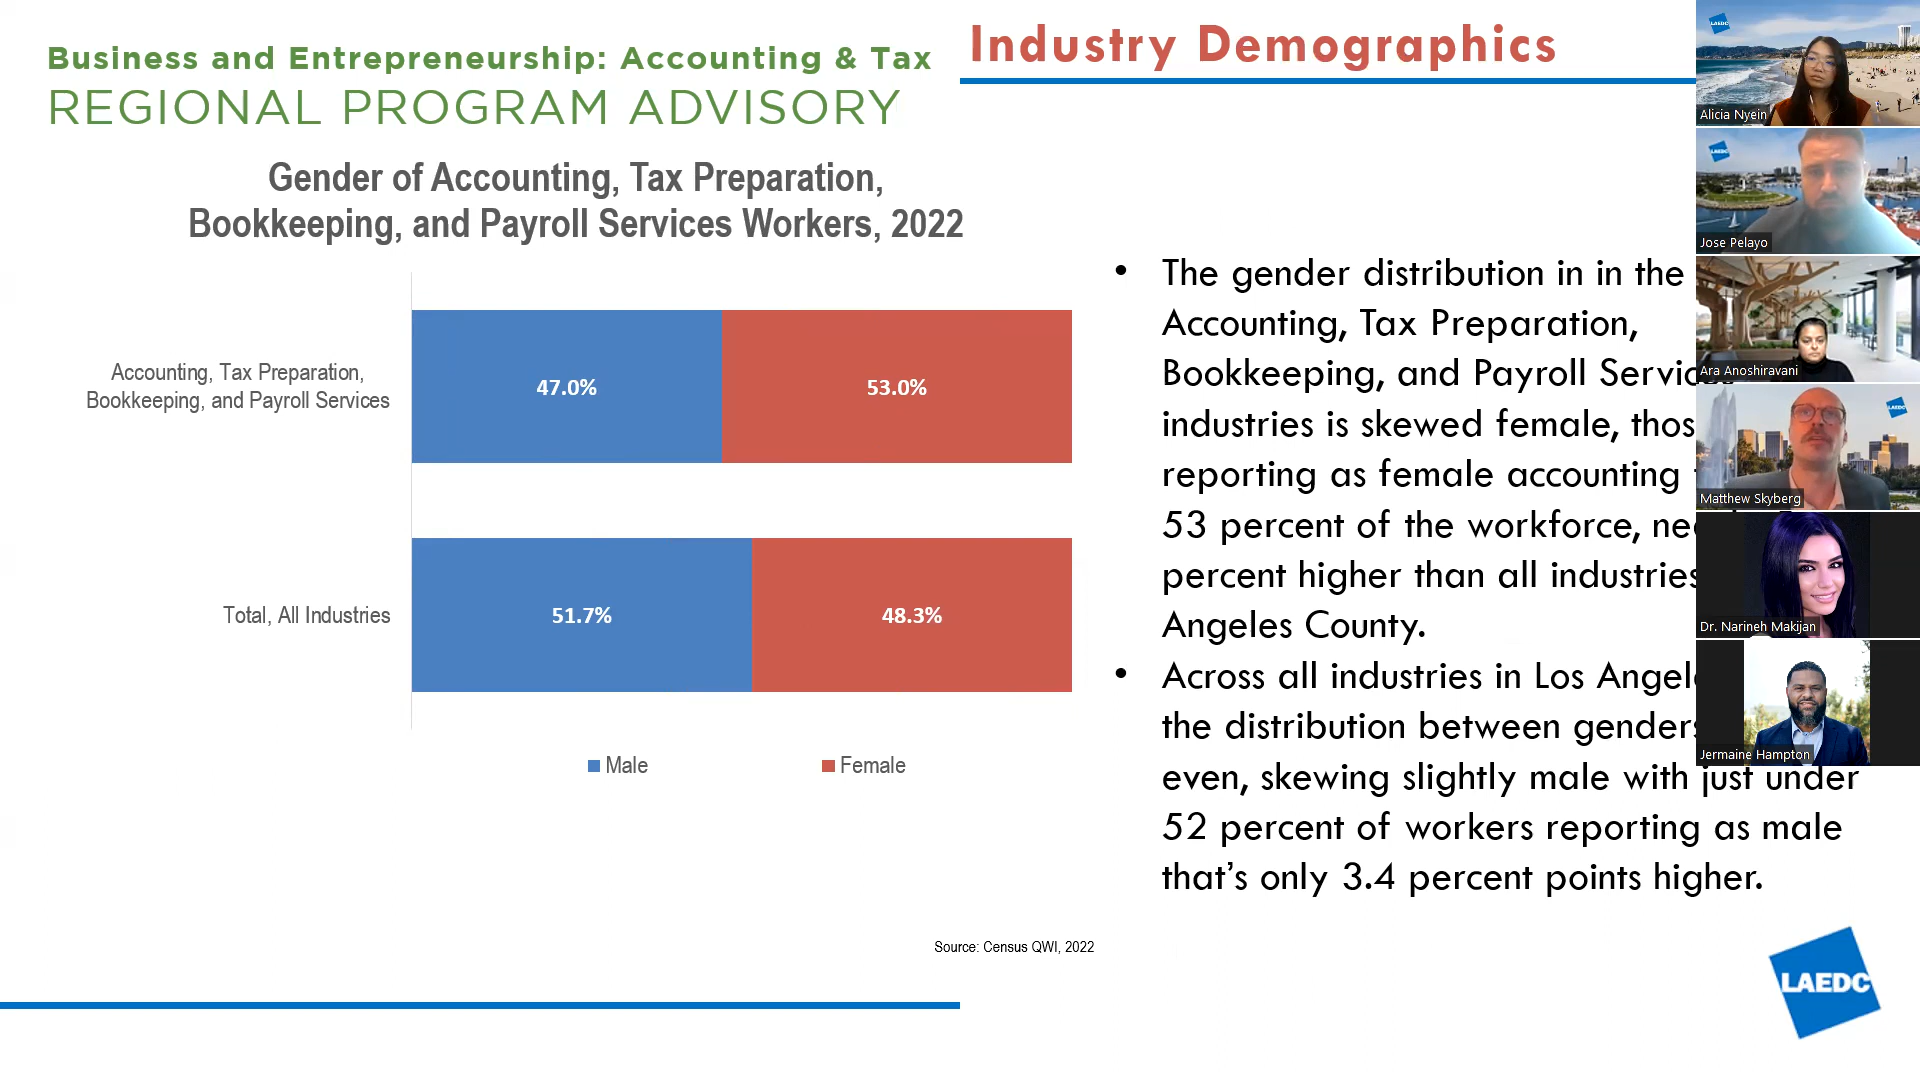 Business and Entrepreneurship: Accounting & Tax
REGIONAL PROGRAM ADVISORY
Industry Demographics
Gender of Accounting, Tax Preparation,
Bookkeeping, and Payroll Services Workers, 2022
Accounting, Tax Preparation,
Bookkeeping, and Payroll Services
47.0%
53.0%
Total, All Industries
51.7%
48.3%
Male
Female
• The gender distribution in in the
Accounting, Tax Preparation,
Bookkeeping, and Payroll Services
industries is skewed female,
reporting as female accounting
53 percent of the workforce,
percent higher than all industries
Angeles County.
• Across all industries in Los
the distribution between genders
even, skewing slightly male with just under
52 percent of workers reporting as male
that's only 3.4 percent points higher.
Source: Census QWI, 2022
LAEDC
Alicia Nyein
Jose Pelayo
Ara Anoshiravani
LAEDC
Matthew Skyberg
Dr. Narineh Makijan
Jermaine Hampton